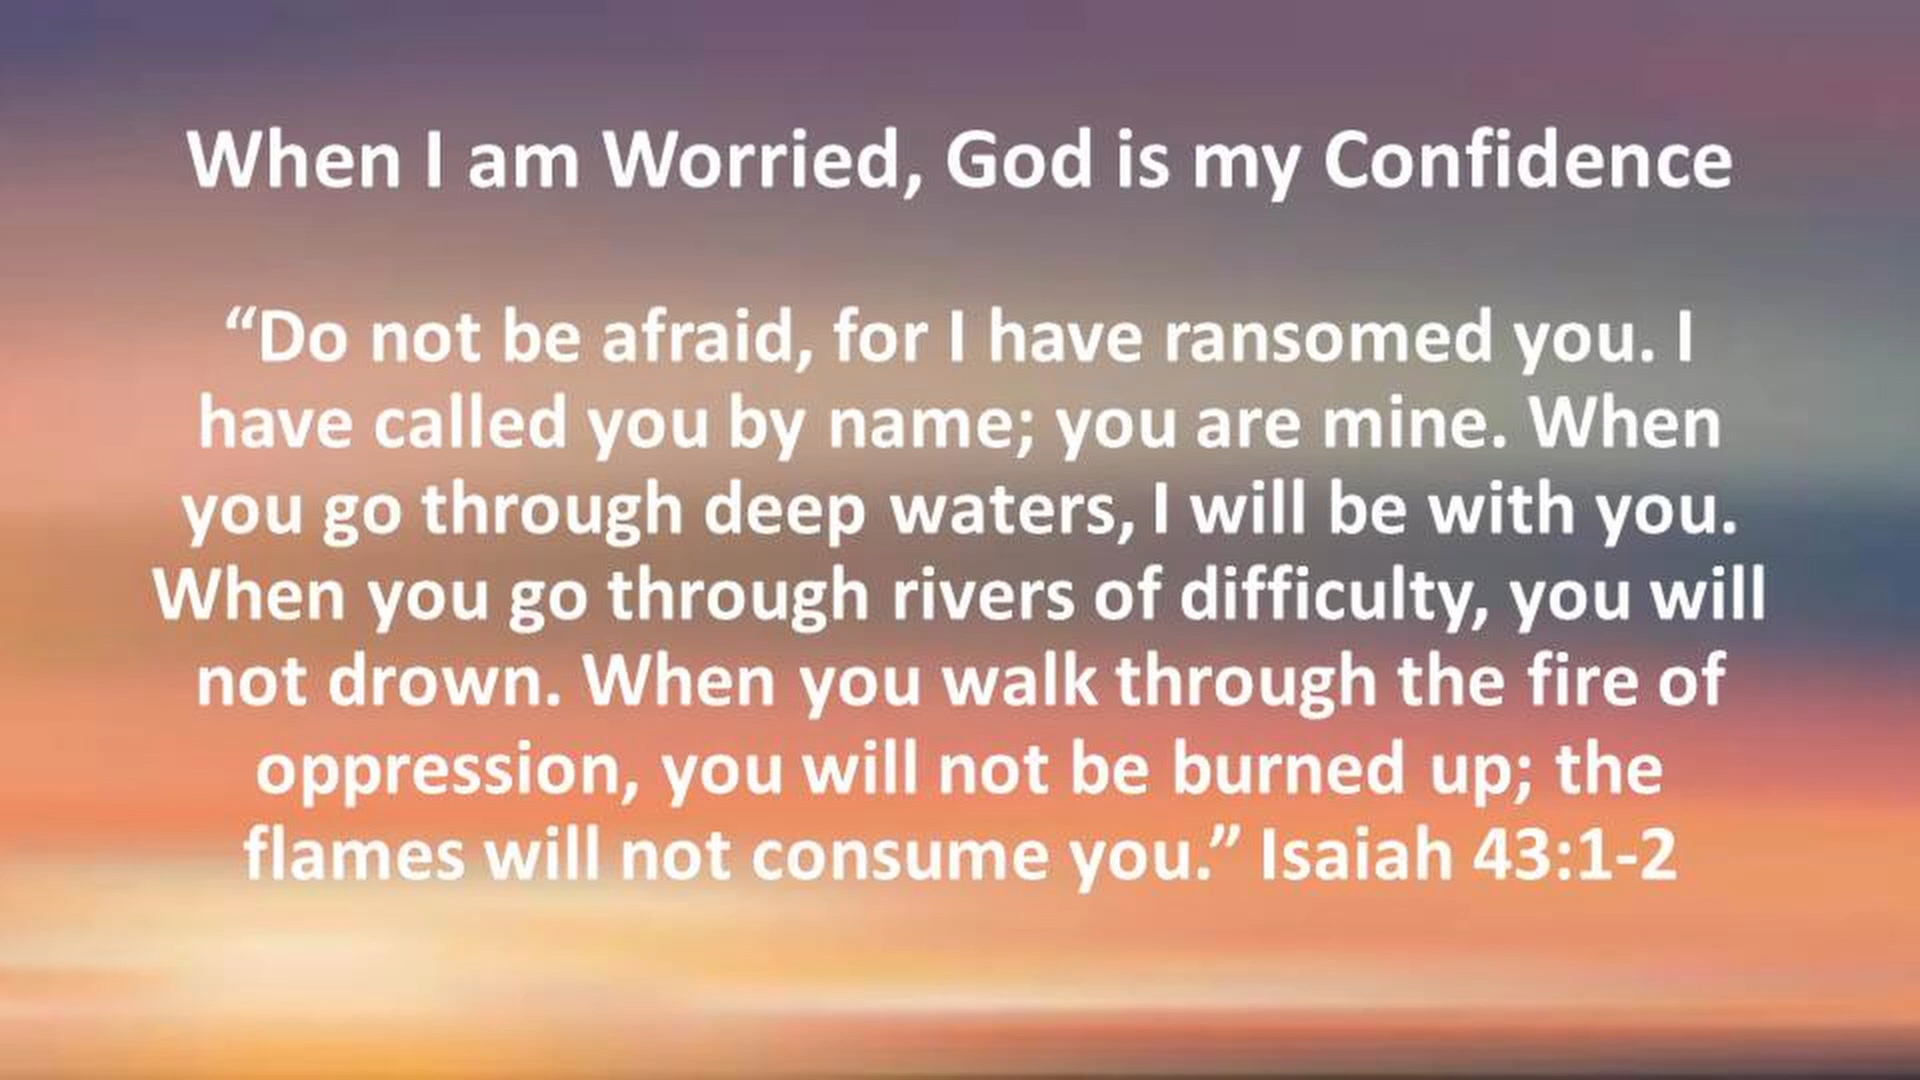 When I am Worried, God is my Confidence
“Do not be afraid, for I have ransomed you. I
have called you by name; you are mine. When
you go through deep waters, I will be with you.
When you go through rivers of difficulty, you will
not drown. When you walk through the fire of
oppression, you will not be burned up; the
flames will not consume you.” Isaiah 43:1-2